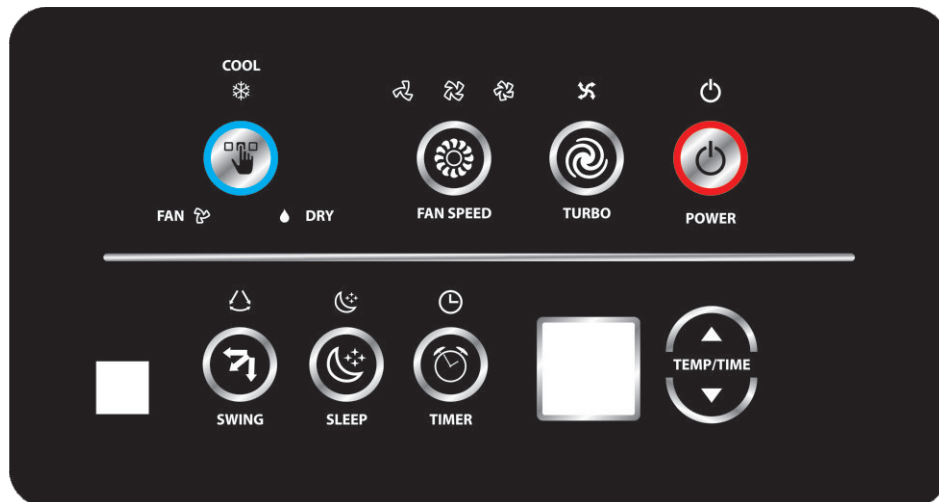 COOL
FAN
DRY
FAN SPEED
TURBO
POWER
TEMP/TIME
SWING
SLEEP
TIMER